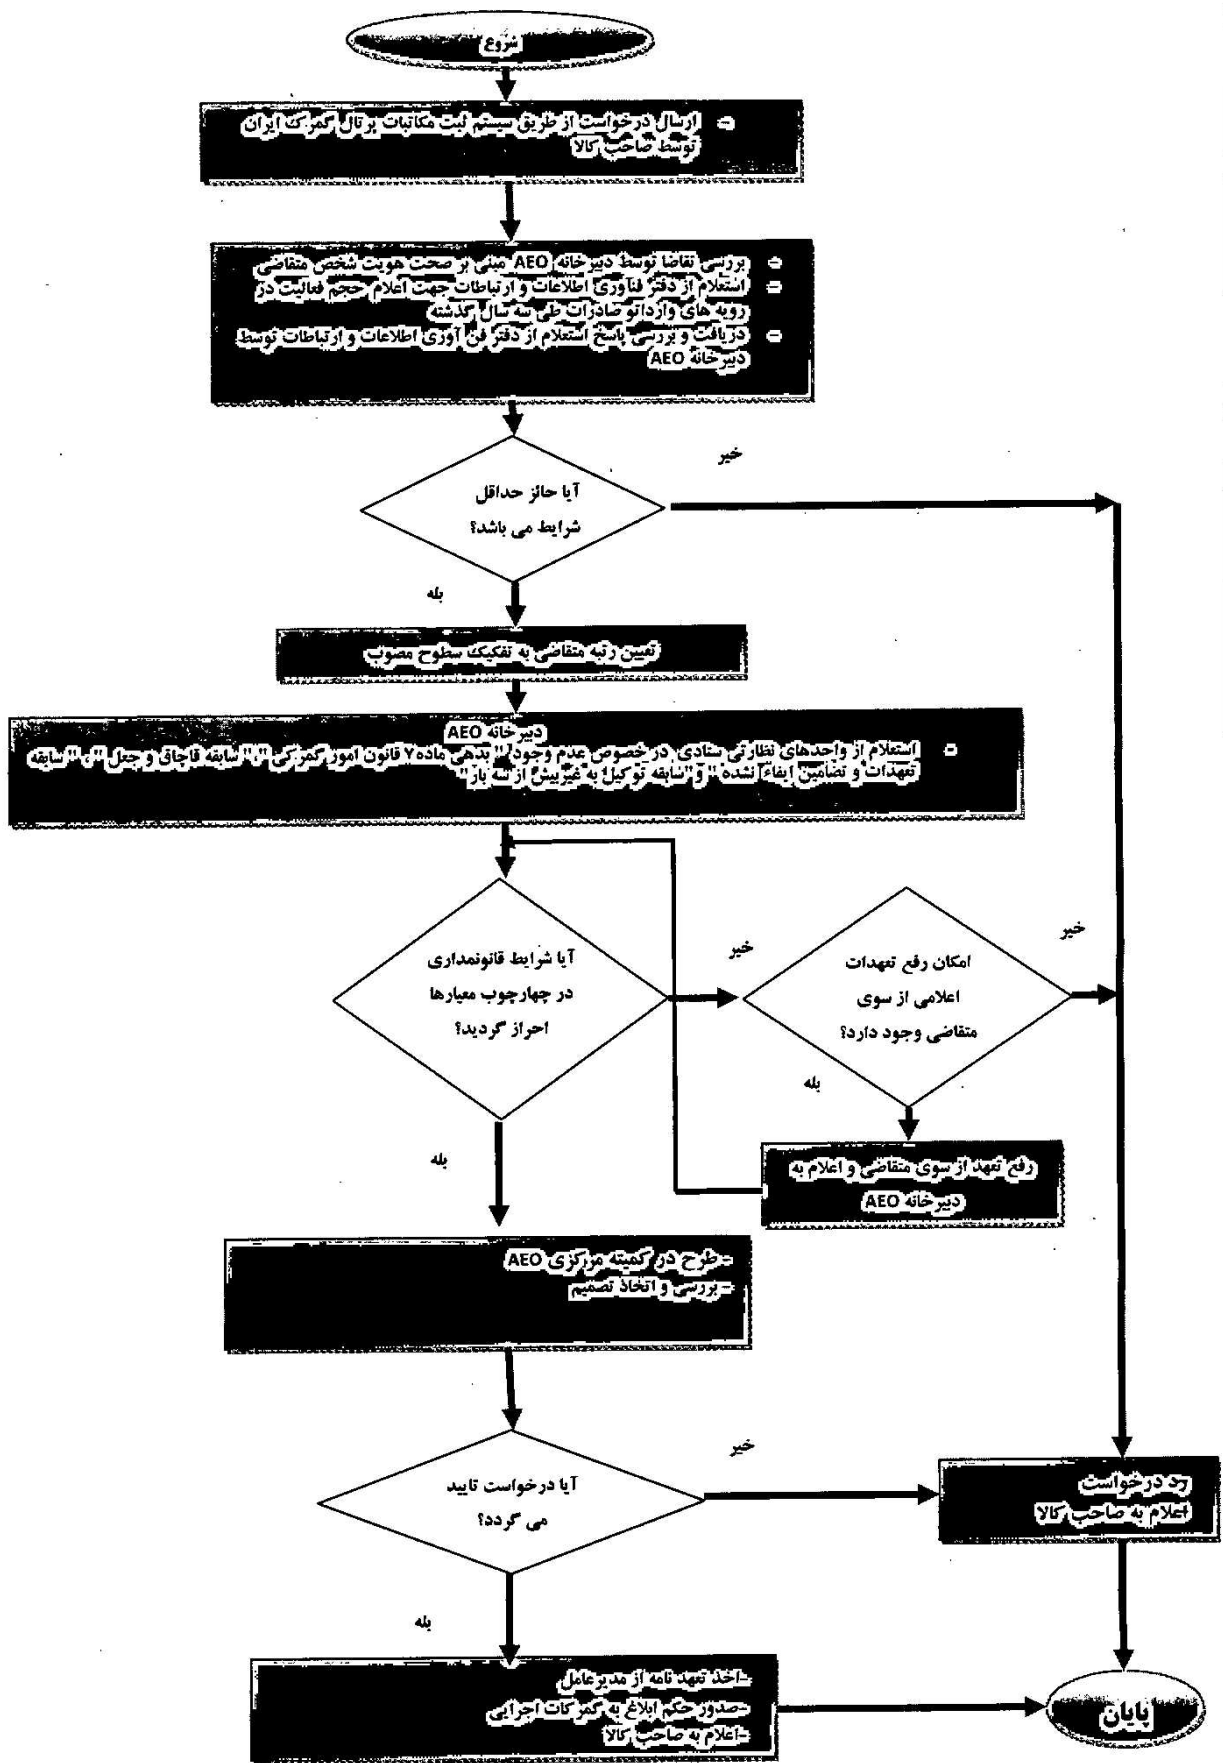 شروع
- ارسال درخواست از طریق سیستم ثبت مکاتبات پرتال گمرک ایران
توسط صاحب کالا
- بررسی تقاضا توسط دبیرخانه AEO مبنی بر صحت هویت شخص متقاضی
- استعلام از دفتر فناوری اطلاعات و ارتباطات جهت اعلام حجم فعالیت در
رویه های وارداتو صادرات طی سه سال گذشته
- دریافت و بررسی پاسخ استعلام از دفتر فن آوری اطلاعات و ارتباطات توسط
دبیرخانه AEO
خیر
آیا حائز حداقل
شرایط می باشد؟
بله
تعیین رتبه متقاضی به تفکیک سطوح مصوب
دبیرخانه AEO
- استعلام از واحدهای نظارتی ستادی در خصوص عدم وجود " بدهی ماده۷ قانون امور گمرکی "،" سابقه قاچاق و جعل "، " سابقه
تعهدات و تضامین ایفاء نشده " و"سابقه توکیل به غیربیش از سه بار"
آیا شرایط قانونمداری
در چهارچوب معیارها
احراز گردید؟
خیر
امکان رفع تعهدات
اعلامی از سوی
متقاضی وجود دارد؟
خیر
بله
رفع تعهد از سوی متقاضی و اعلام به
دبیرخانه AEO
بله
- طرح در کمیته مرکزی AEO
- بررسی و اتخاذ تصمیم
خیر
آیا درخواست تایید
می گردد؟
رد درخواست
اعلام به صاحب کالا
بله
-اخذ تعهد نامه از مدیرعامل
-صدور حکم ابلاغ به گمرکات اجرایی
-اعلام به صاحب کالا
پایان